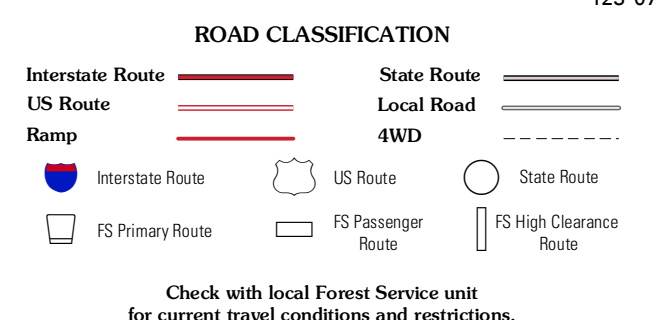 ROAD CLASSIFICATION
Interstate Route
State Route
US Route
Local Road
Ramp
4WD
Interstate Route
US Route
State Route
FS Primary Route
FS Passenger
Route
FS High Clearance
Route
Check with local Forest Service unit
for current travel conditions and restrictions.